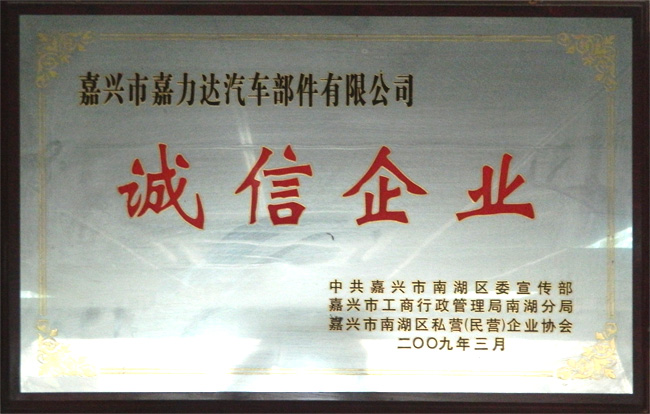 嘉兴市嘉力达汽车部件有限公司
诚信企业
中共嘉兴市南湖区委宣传部
嘉兴市工商行政管理局南湖分局
嘉兴市南湖区私营(民营)企业协会
二〇〇九年三月